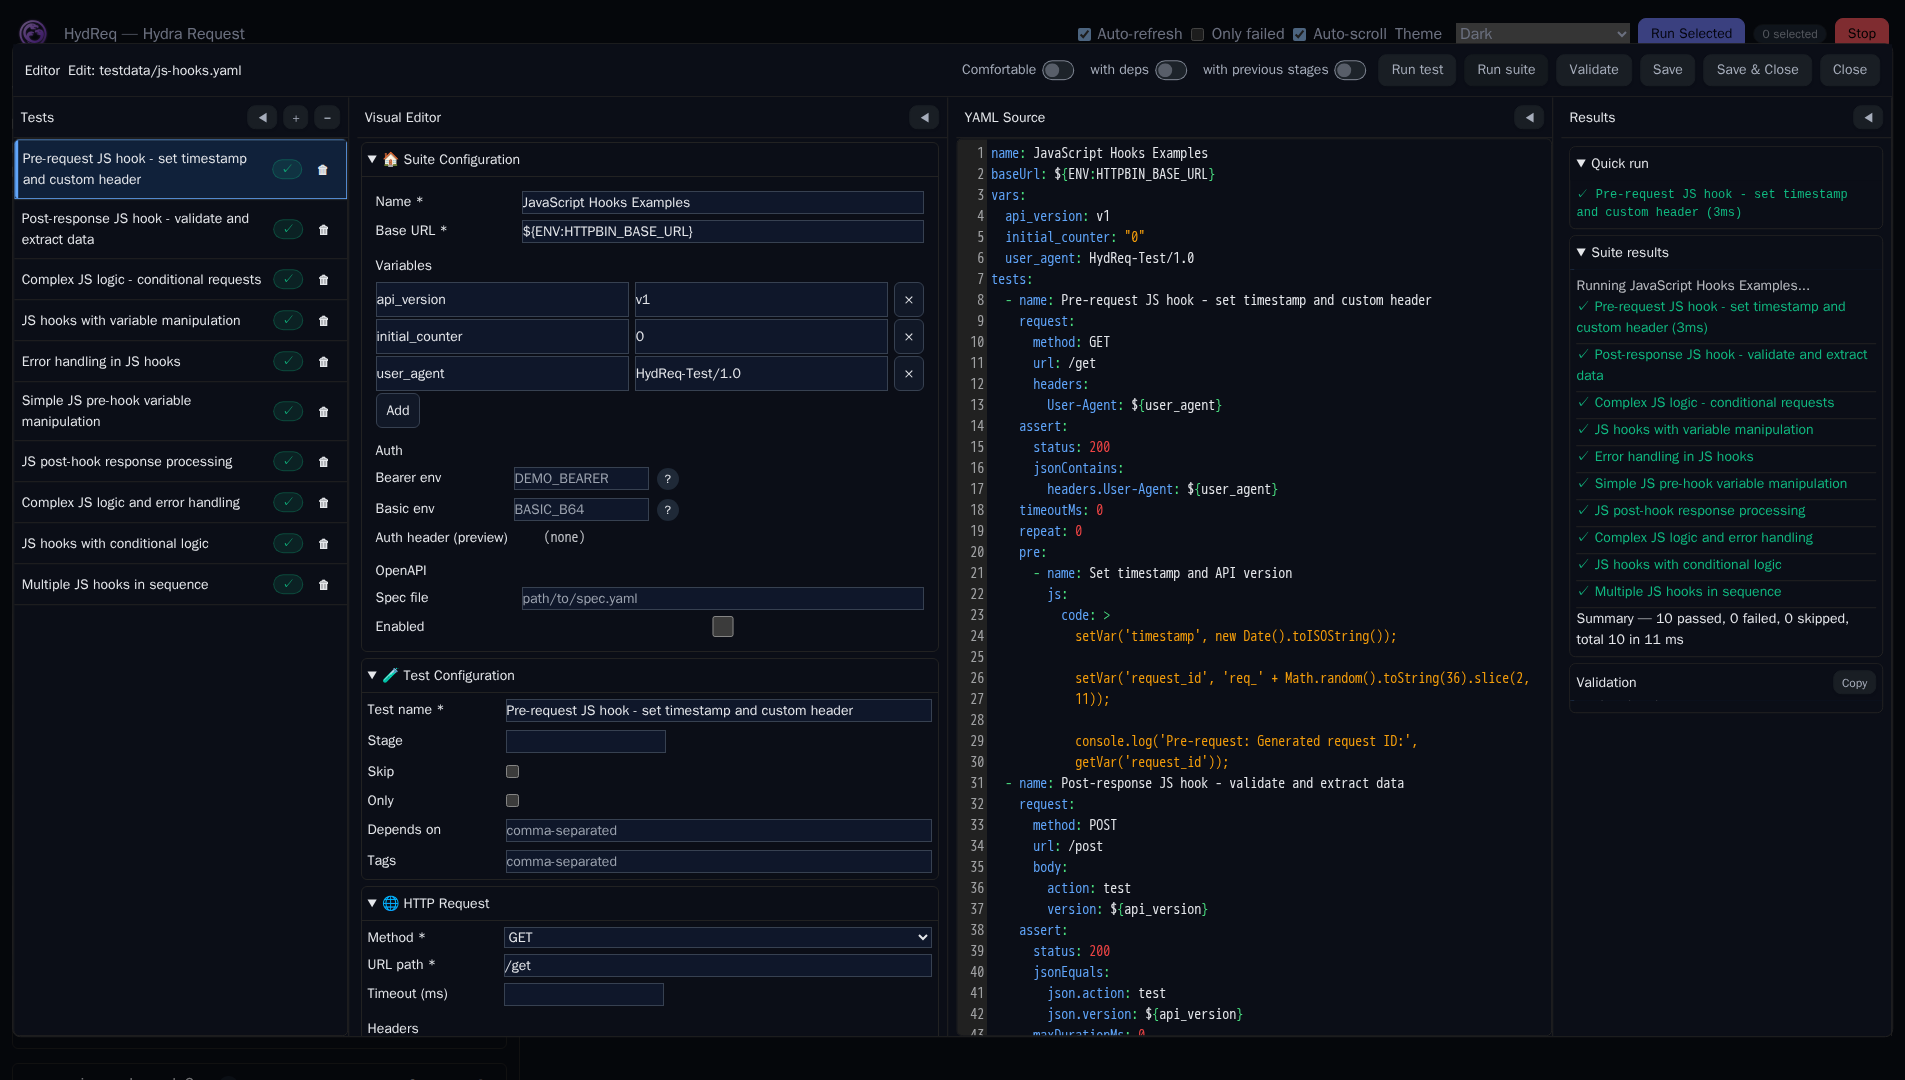 HydReq — Hydra Request
Auto-refresh Only failed Auto-scroll Theme Dark Run Selected 0 selected Stop
Editor Edit: testdata/js-hooks.yaml
Comfortable with deps with previous stages Run test Run suite Validate Save Save & Close Close
Tests
◀ + −
Pre-request JS hook - set timestamp
and custom header
✓
Post-response JS hook - validate and
extract data
✓
Complex JS logic - conditional requests ✓
JS hooks with variable manipulation ✓
Error handling in JS hooks ✓
Simple JS pre-hook variable
manipulation
✓
JS post-hook response processing ✓
Complex JS logic and error handling ✓
JS hooks with conditional logic ✓
Multiple JS hooks in sequence ✓
Visual Editor ◀
▼ 🏠 Suite Configuration
Name * JavaScript Hooks Examples
Base URL * ${ENV:HTTPBIN_BASE_URL}
Variables
api_version v1 ×
initial_counter 0 ×
user_agent HydReq-Test/1.0 ×
Add
Auth
Bearer env DEMO_BEARER ?
Basic env BASIC_B64 ?
Auth header (preview) (none)
OpenAPI
Spec file path/to/spec.yaml
Enabled
▼ 🧪 Test Configuration
Test name * Pre-request JS hook - set timestamp and custom header
Stage
Skip
Only
Depends on comma-separated
Tags comma-separated
▼ 🌐 HTTP Request
Method * GET
URL path * /get
Timeout (ms)
Headers
YAML Source ◀
1 name: JavaScript Hooks Examples
2 baseUrl: ${ENV:HTTPBIN_BASE_URL}
3 vars:
4 api_version: v1
5 initial_counter: "0"
6 user_agent: HydReq-Test/1.0
7 tests:
8 - name: Pre-request JS hook - set timestamp and custom header
9 request:
10 method: GET
11 url: /get
12 headers:
13 User-Agent: ${user_agent}
14 assert:
15 status: 200
16 jsonContains:
17 headers.User-Agent: ${user_agent}
18 timeoutMs: 0
19 repeat: 0
20 pre:
21 - name: Set timestamp and API version
22 js:
23 code: >
24 setVar('timestamp', new Date().toISOString());
25
26 setVar('request_id', 'req_' + Math.random().toString(36).slice(2,
27 11));
28
29 console.log('Pre-request: Generated request ID:',
30 getVar('request_id'));
31 - name: Post-response JS hook - validate and extract data
32 request:
33 method: POST
34 url: /post
35 body:
36 action: test
37 version: ${api_version}
38 assert:
39 status: 200
40 jsonEquals:
41 json.action: test
42 json.version: ${api_version}
43 maxDurationMs: 0
Results ◀
▼ Quick run
✓ Pre-request JS hook - set timestamp
and custom header (3ms)
▼ Suite results
Running JavaScript Hooks Examples...
✓ Pre-request JS hook - set timestamp and
custom header (3ms)
✓ Post-response JS hook - validate and extract
data
✓ Complex JS logic - conditional requests
✓ JS hooks with variable manipulation
✓ Error handling in JS hooks
✓ Simple JS pre-hook variable manipulation
✓ JS post-hook response processing
✓ Complex JS logic and error handling
✓ JS hooks with conditional logic
✓ Multiple JS hooks in sequence
Summary — 10 passed, 0 failed, 0 skipped,
total 10 in 11 ms
Validation Copy